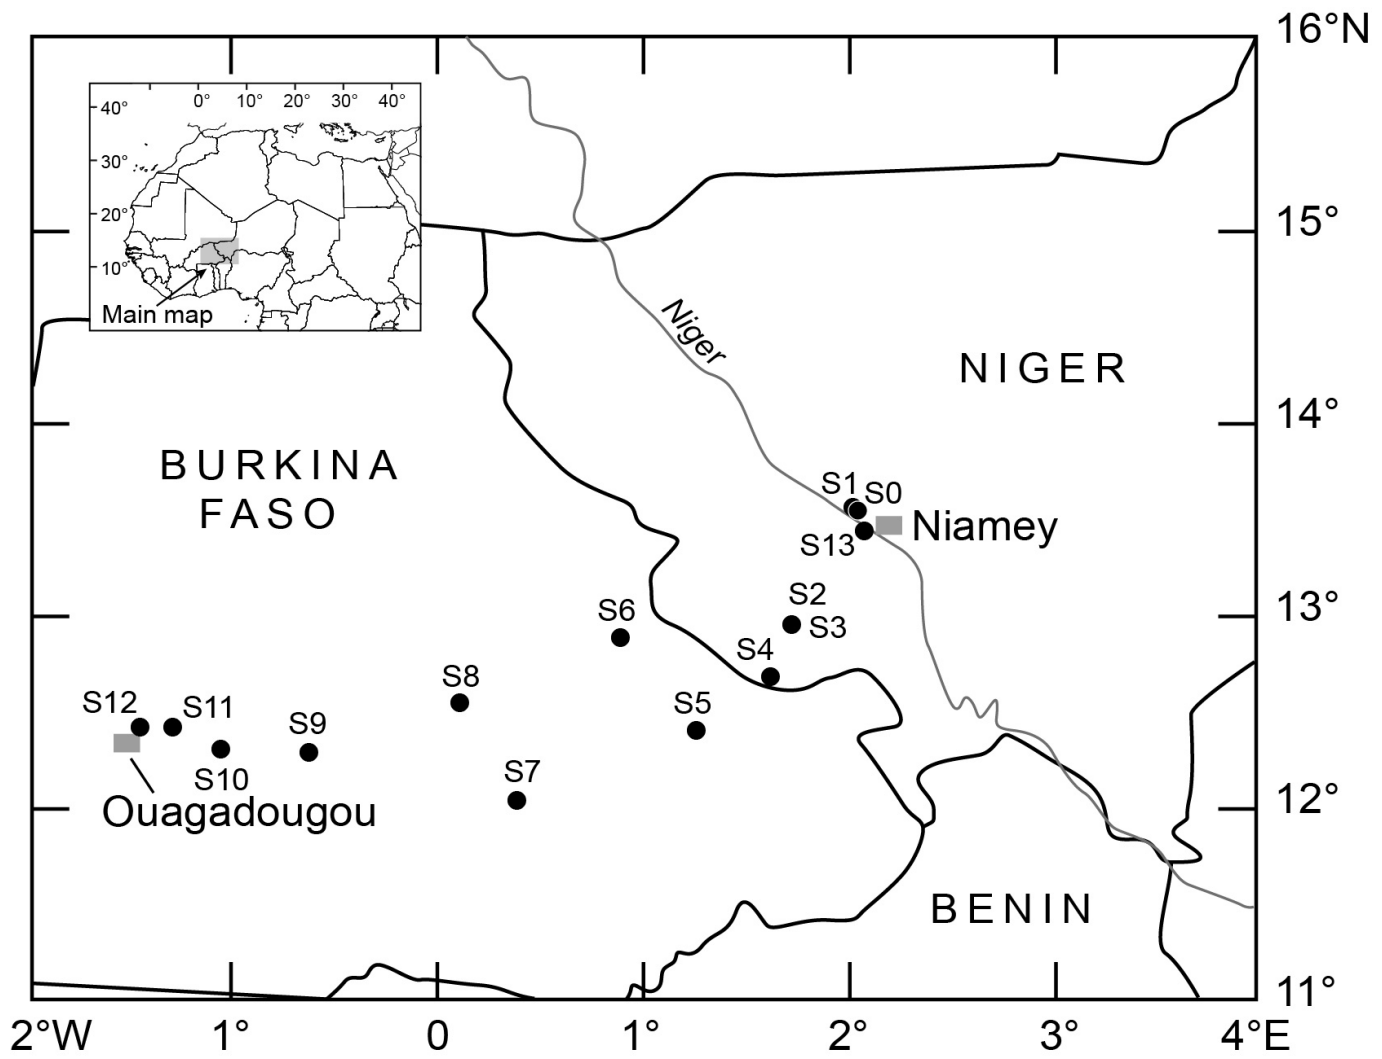 16°N
0° 10° 20° 30° 40°
40°
30°
20°
10°
Main map
15°
Niger
NIGER
14°
BURKINA
FASO
S1 S0
Niamey
S13
13°
S2
S6
S3
S4
S8
S12 S11
S5
S9
S7
S10
12°
Ouagadougou
BENIN
11°
2°W 1° 0 1° 2° 3° 4°E